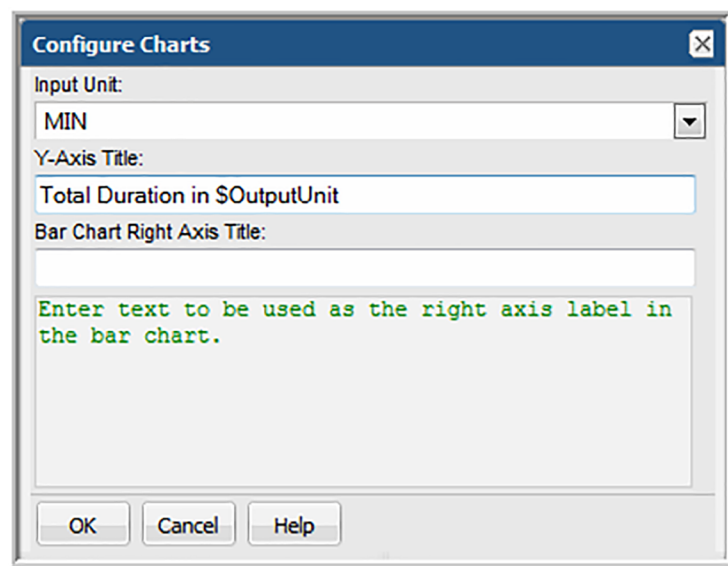 Configure Charts
Input Unit:
MIN
Y-Axis Title:
Total Duration in $OutputUnit
Bar Chart Right Axis Title:
Enter text to be used as the right axis label in
the bar chart.
OK Cancel Help